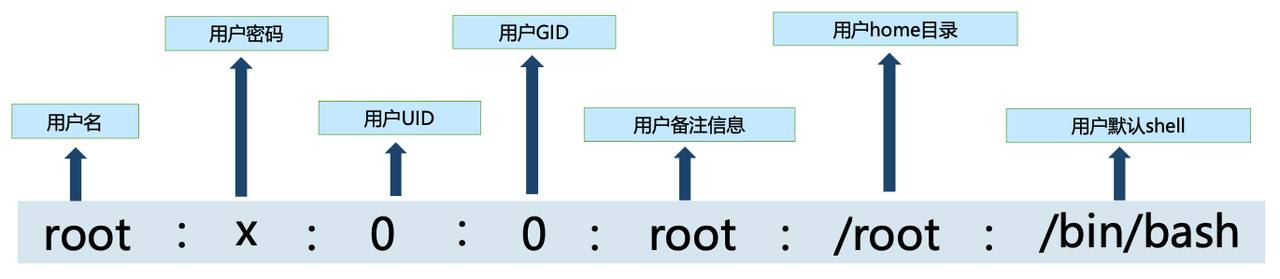 用户密码
用户GID
用户home目录
用户名
用户UID
用户备注信息
用户默认shell
root : x : 0 : 0 : root : /root : /bin/bash